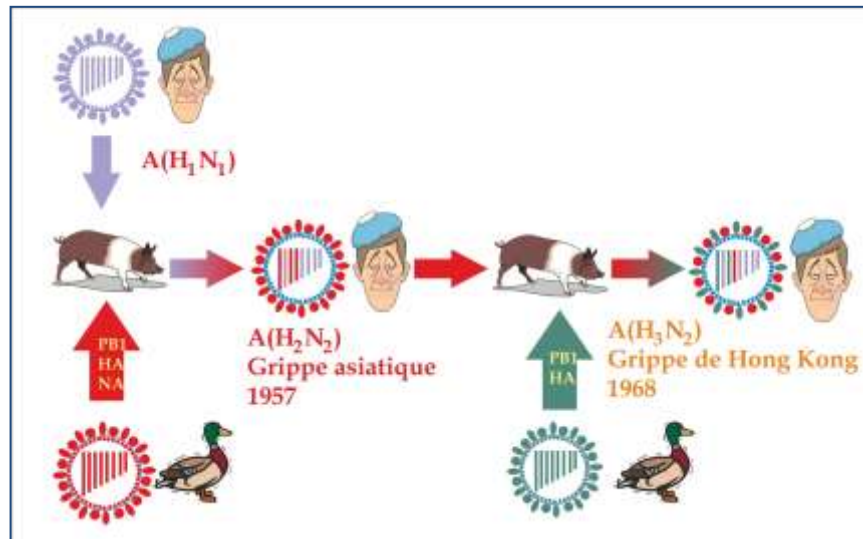 A(H₁N₁)
PB1
HA
NA
A(H₂N₂)
Grippe asiatique
1957
PB1
HA
A(H₃N₂)
Grippe de Hong Kong
1968